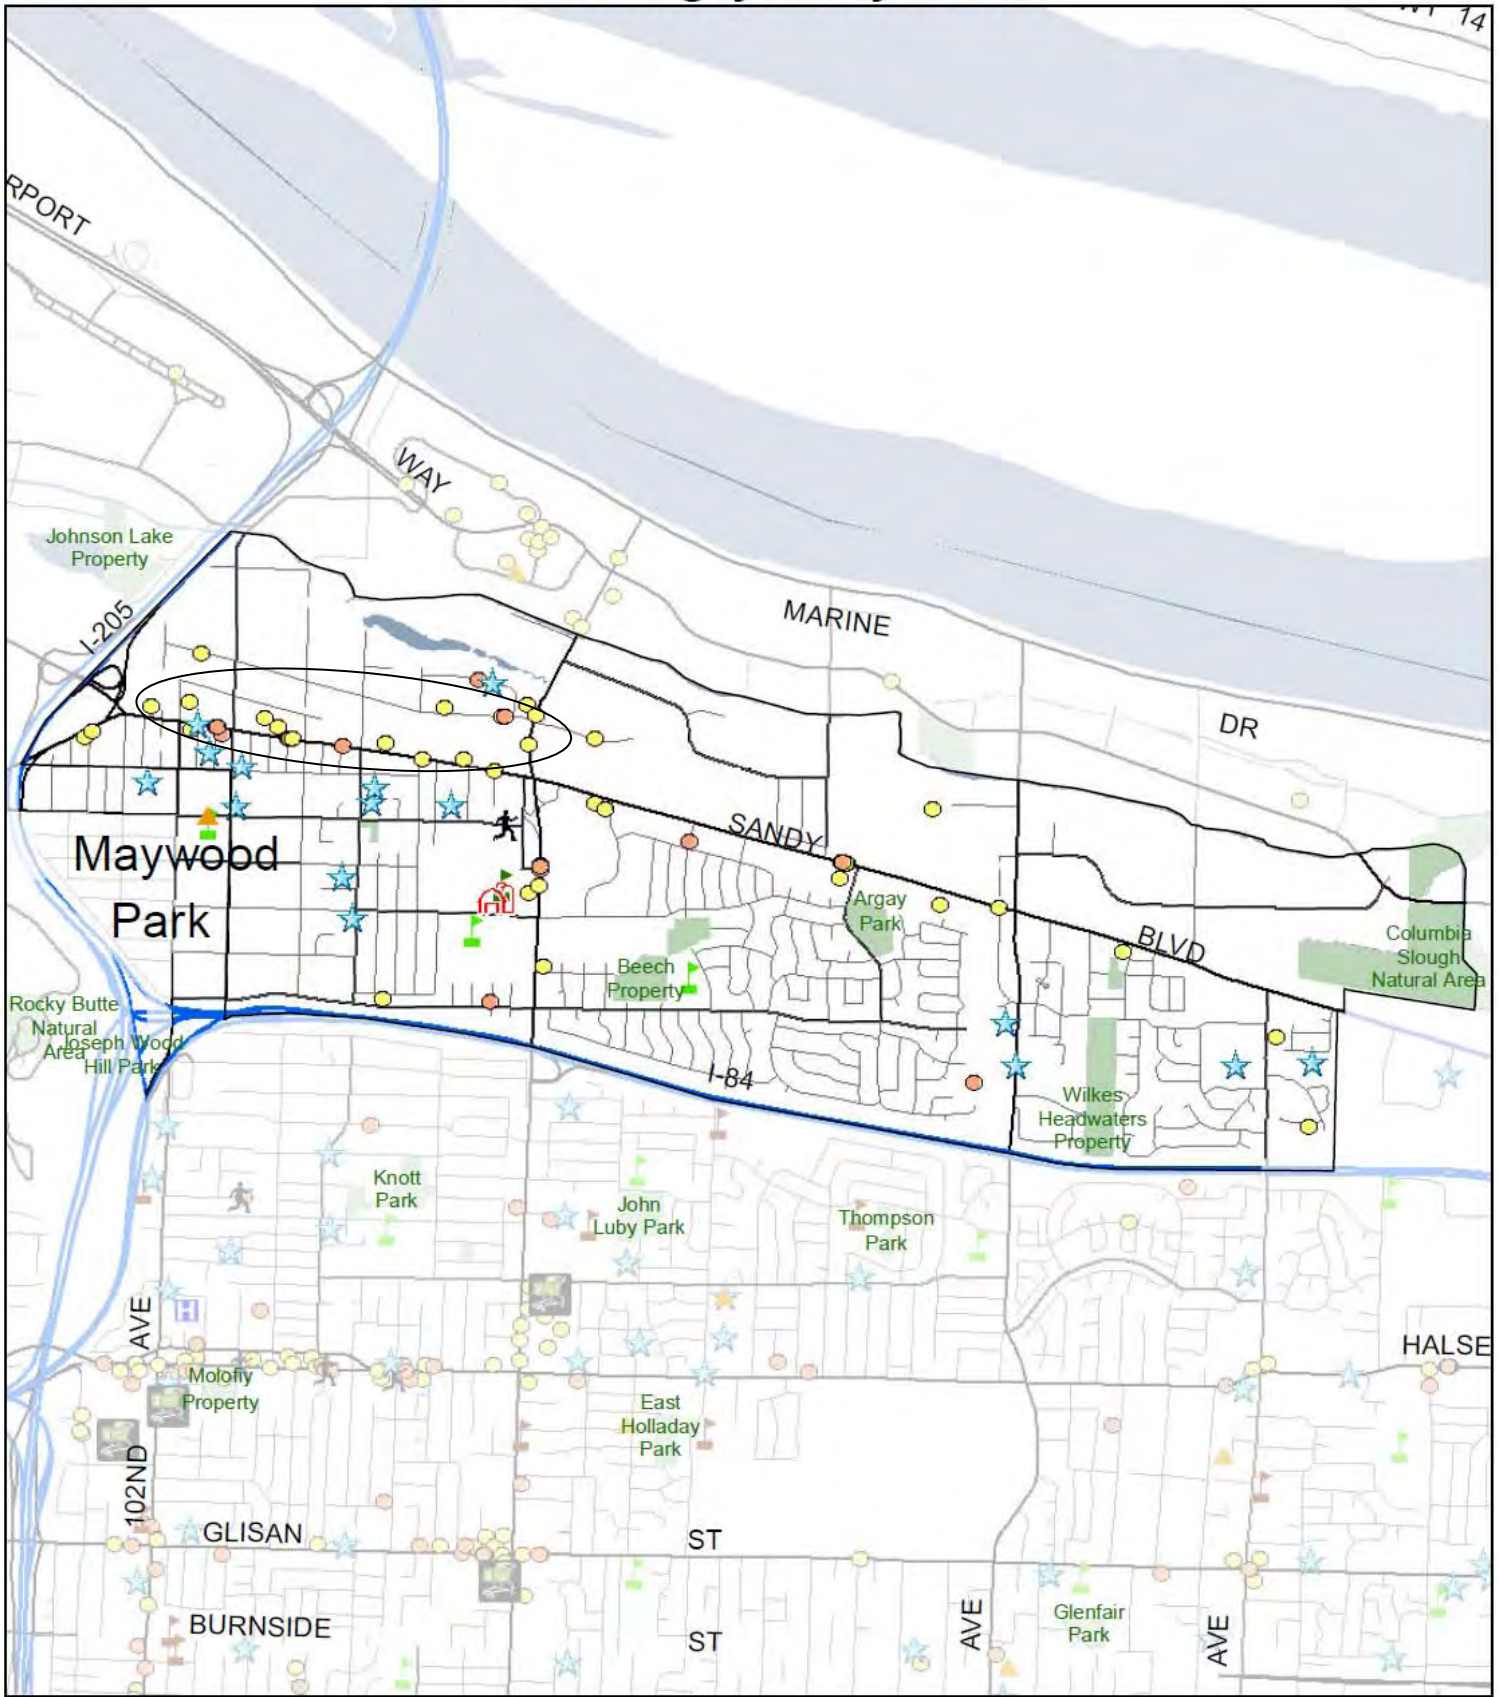 14
RPORT
WAY
Johnson Lake
Property
I-205
MARINE
DR
SANDY
Maywood
Park
Argay
Park
BLVD
Columbia
Slough
Natural Area
Beech
Property
Rocky Butte
Natural
Area
Joseph Wood
Hill Park
I-84
Wilkes
Headwaters
Property
Knott
Park
John
Luby Park
Thompson
Park
AVE
H
HALSE
Molofiy
Property
East
Holladay
Park
102ND
GLISAN
ST
BURNSIDE
ST
AVE
Glenfair
Park
AVE